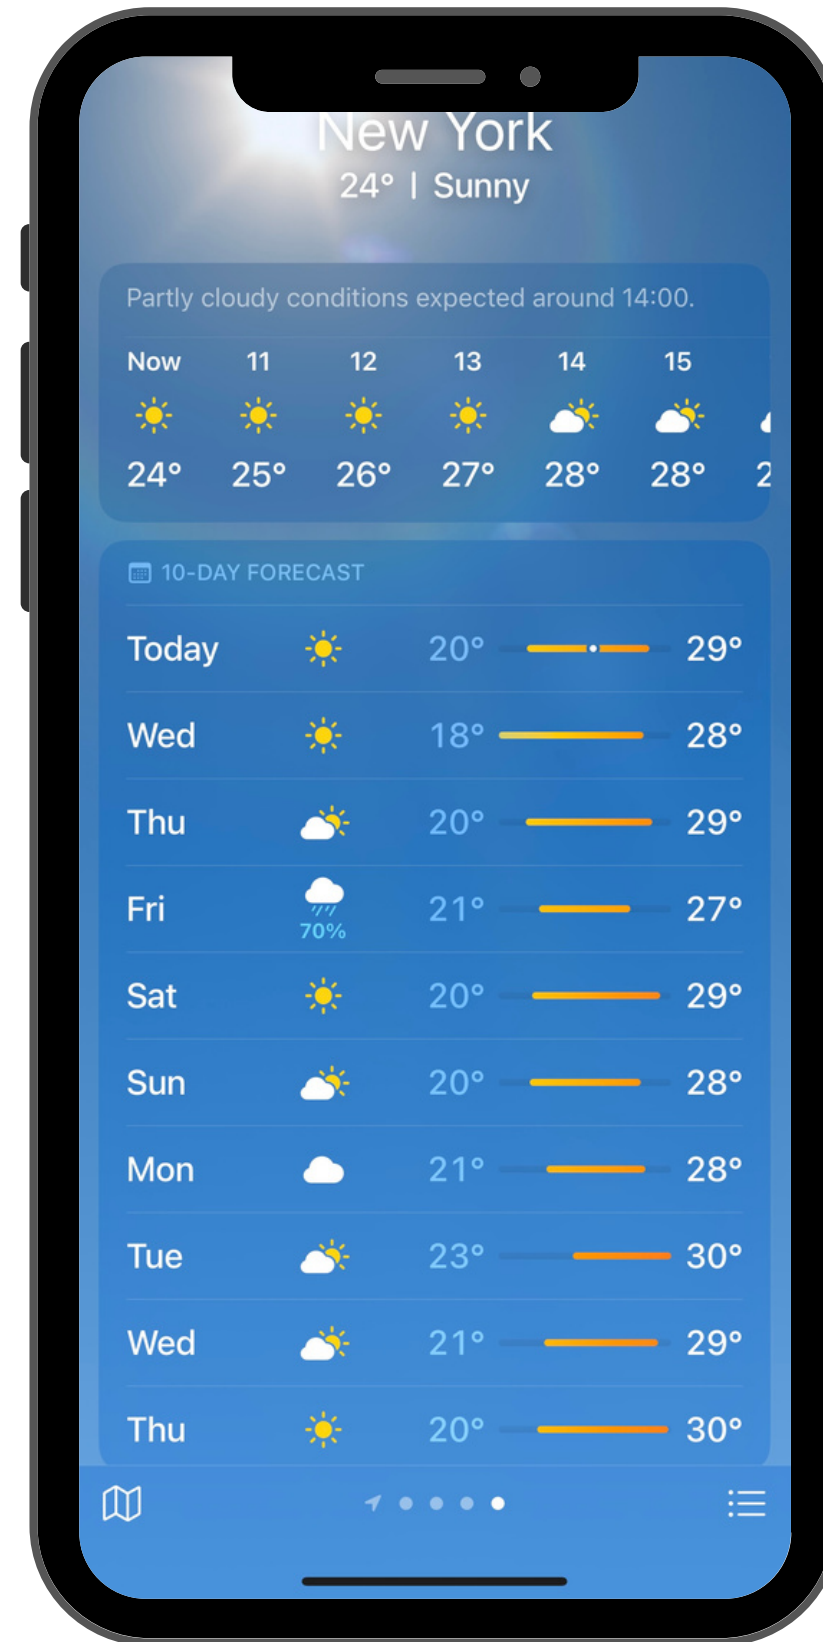 New York
24° | Sunny
Partly cloudy conditions expected around 14:00.
Now 11 12 13 14 15
24° 25° 26° 27° 28° 28° 2
10-DAY FORECAST
Today 20° 29°
Wed 18° 28°
Thu 20° 29°
Fri 70% 21° 27°
Sat 20° 29°
Sun 20° 28°
Mon 21° 28°
Tue 23° 30°
Wed 21° 29°
Thu 20° 30°